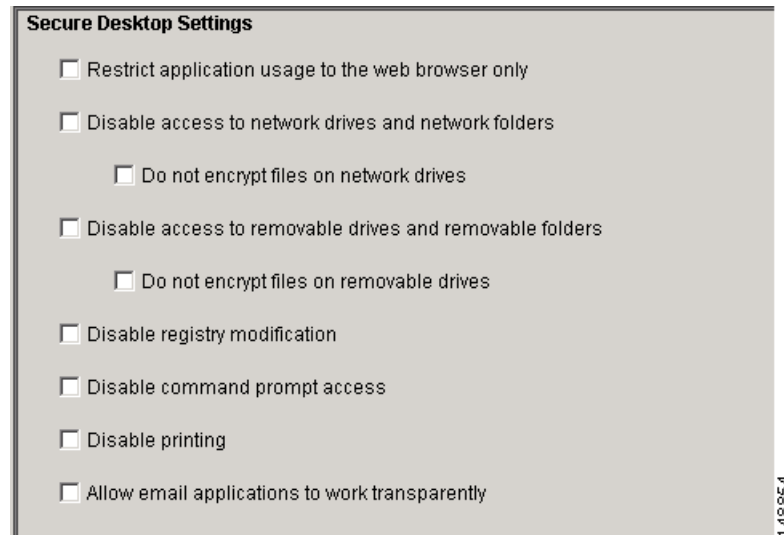 Secure Desktop Settings
Restrict application usage to the web browser only
Disable access to network drives and network folders
Do not encrypt files on network drives
Disable access to removable drives and removable folders
Do not encrypt files on removable drives
Disable registry modification
Disable command prompt access
Disable printing
Allow email applications to work transparently
148854